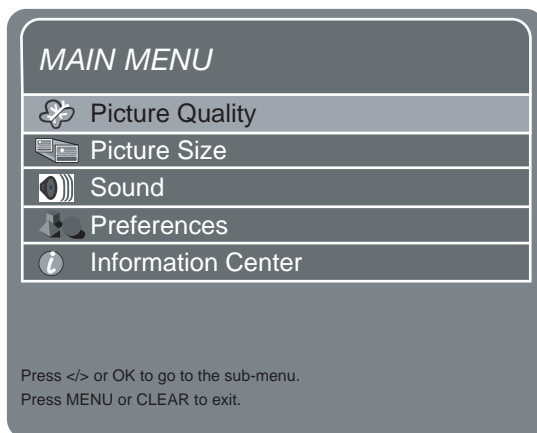 MAIN MENU
Picture Quality
Picture Size
Sound
Preferences
Information Center
Press </> or OK to go to the sub-menu.
Press MENU or CLEAR to exit.